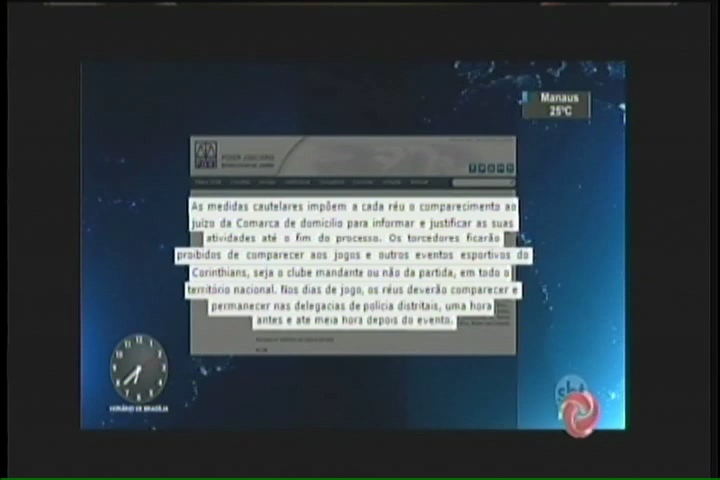 Manaus
25ºC
As medidas cautelares impõem a cada réu o comparecimento ao
juízo da Comarca de domicílio para informar e justificar as suas
atividades até o fim do processo. Os torcedores ficarão
proibidos de comparecer aos jogos e outros eventos esportivos do
Corinthians, seja o clube mandante ou não da partida, em todo o
território nacional. Nos dias de jogo, os réus deverão comparecer e
permanecer nas delegacias de polícia distritais, uma hora
antes e até meia hora depois do evento.
HORÁRIO DE BRASÍLIA
sbt